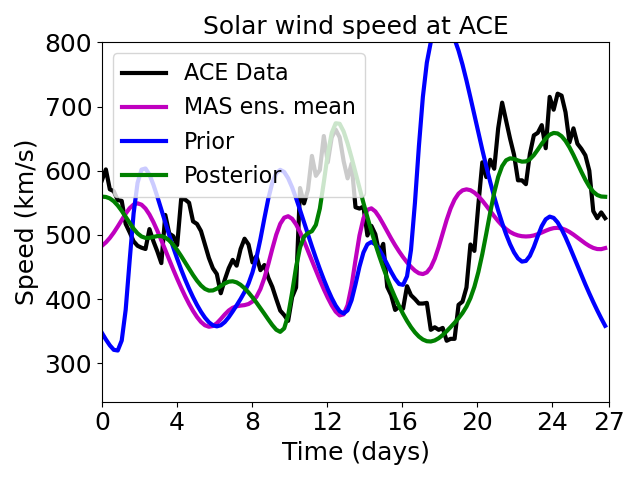 Solar wind speed at ACE
800
700
600
500
400
300
Speed (km/s)
ACE Data
MAS ens. mean
Prior
Posterior
0 4 8 12 16 20 24 27
Time (days)